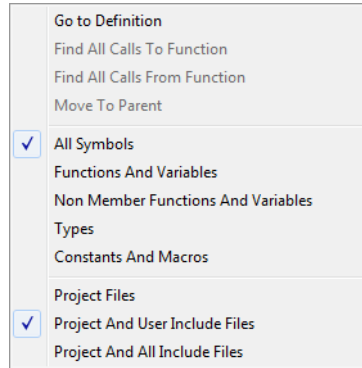 Go to Definition
Find All Calls To Function
Find All Calls From Function
Move To Parent
All Symbols
Functions And Variables
Non Member Functions And Variables
Types
Constants And Macros
Project Files
Project And User Include Files
Project And All Include Files